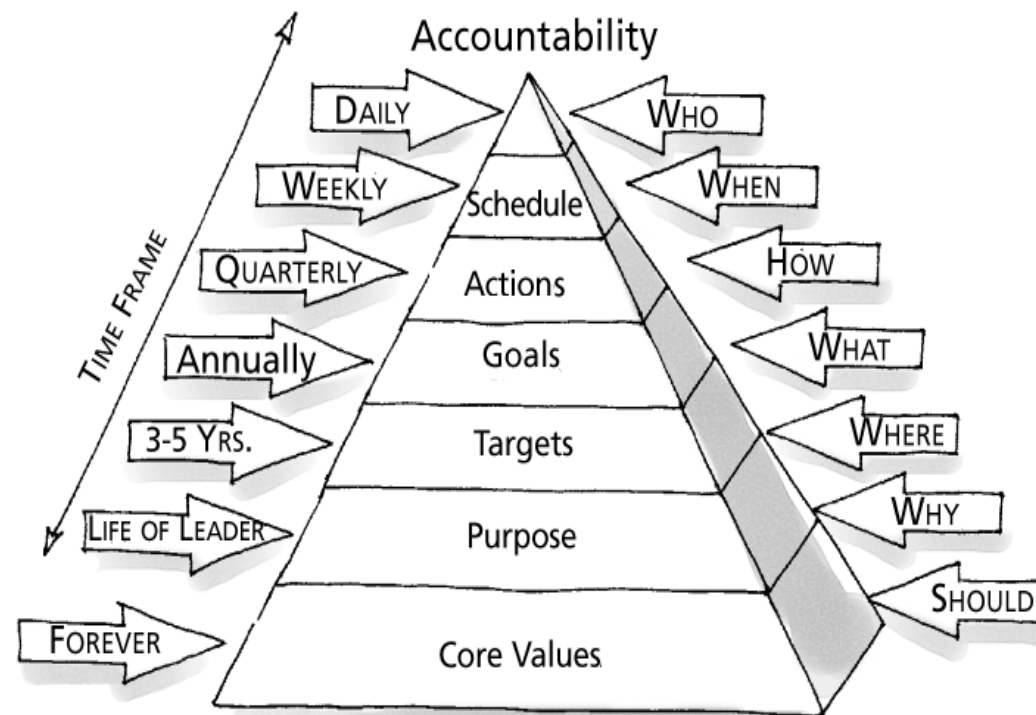 Accountability
DAILY
WHO
WEEKLY
Schedule
WHEN
QUARTERLY
Actions
HOW
Annually
Goals
WHAT
3-5 YRS.
Targets
WHERE
LIFE OF LEADER
Purpose
WHY
FOREVER
Core Values
SHOULD
TIME FRAME